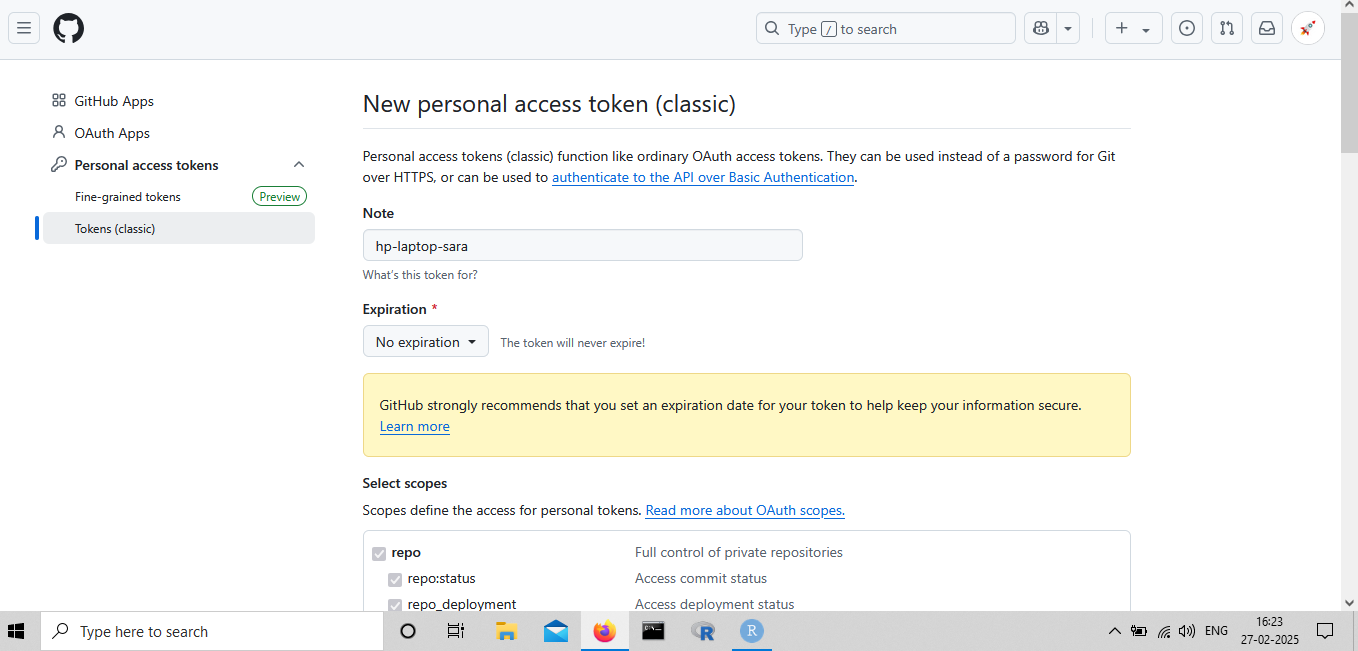 Type / to search
GitHub Apps
OAuth Apps
Personal access tokens
Fine-grained tokens
Preview
Tokens (classic)
New personal access token (classic)
Personal access tokens (classic) function like ordinary OAuth access tokens. They can be used instead of a password for Git
over HTTPS, or can be used to authenticate to the API over Basic Authentication.
Note
hp-laptop-sara
What's this token for?
Expiration *
No expiration
The token will never expire!
GitHub strongly recommends that you set an expiration date for your token to help keep your information secure.
Learn more
Select scopes
Scopes define the access for personal tokens. Read more about OAuth scopes.
repo
Full control of private repositories
repo:status
Access commit status
repo_deployment
Access deployment status
Type here to search
R
R
ENG
16:23
27-02-2025